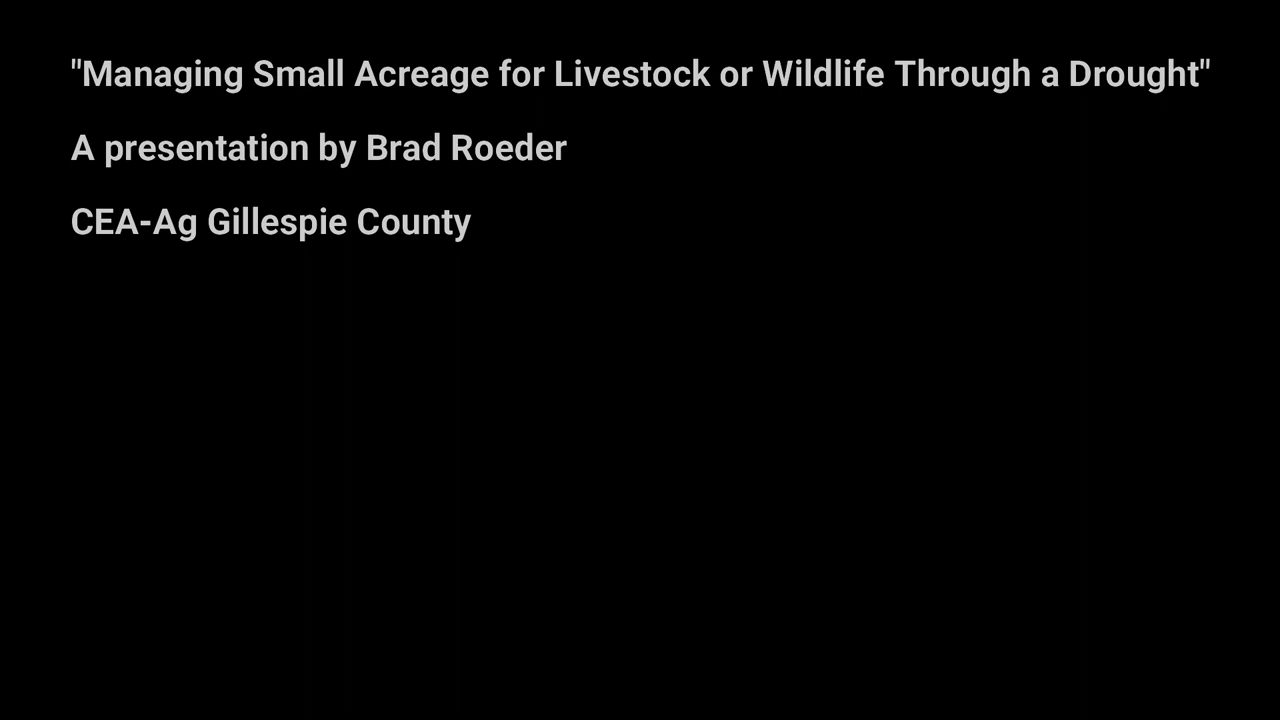 "Managing Small Acreage for Livestock or Wildlife Through a Drought"
A presentation by Brad Roeder
CEA-Ag Gillespie County